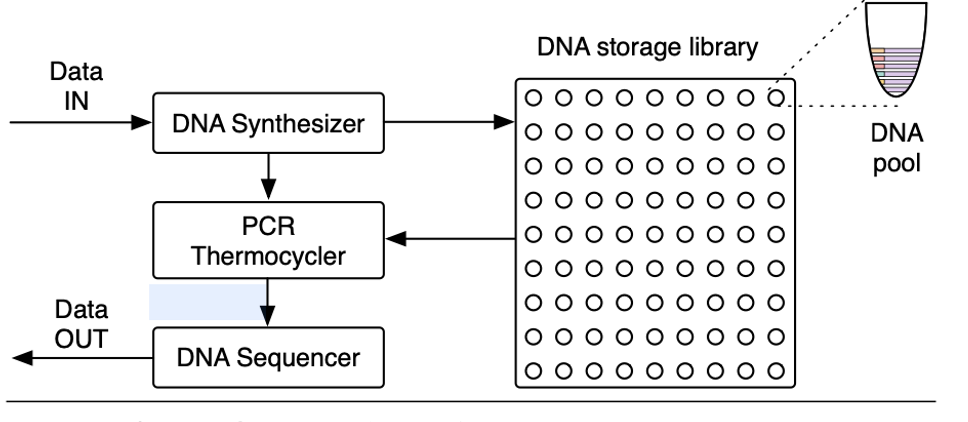 DNA storage library
Data
IN
DNA Synthesizer
DNA
pool
PCR
Thermocycler
Data
OUT
DNA Sequencer